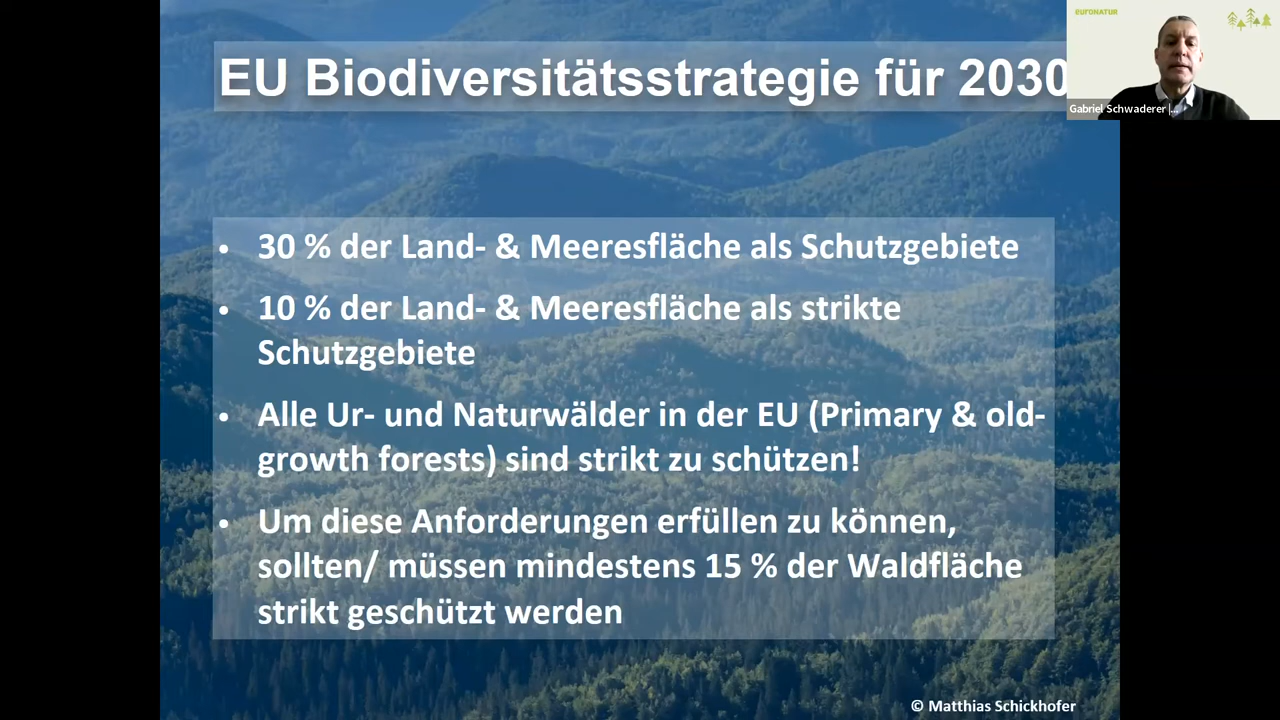 EU Biodiversitätsstrategie für 2030
euronatur
Gabriel Schwaderer |...
• 30 % der Land- & Meeresfläche als Schutzgebiete
• 10 % der Land- & Meeresfläche als strikte
Schutzgebiete
• Alle Ur- und Naturwälder in der EU (Primary & old-
growth forests) sind strikt zu schützen!
• Um diese Anforderungen erfüllen zu können,
sollten/ müssen mindestens 15 % der Waldfläche
strikt geschützt werden
© Matthias Schickhofer